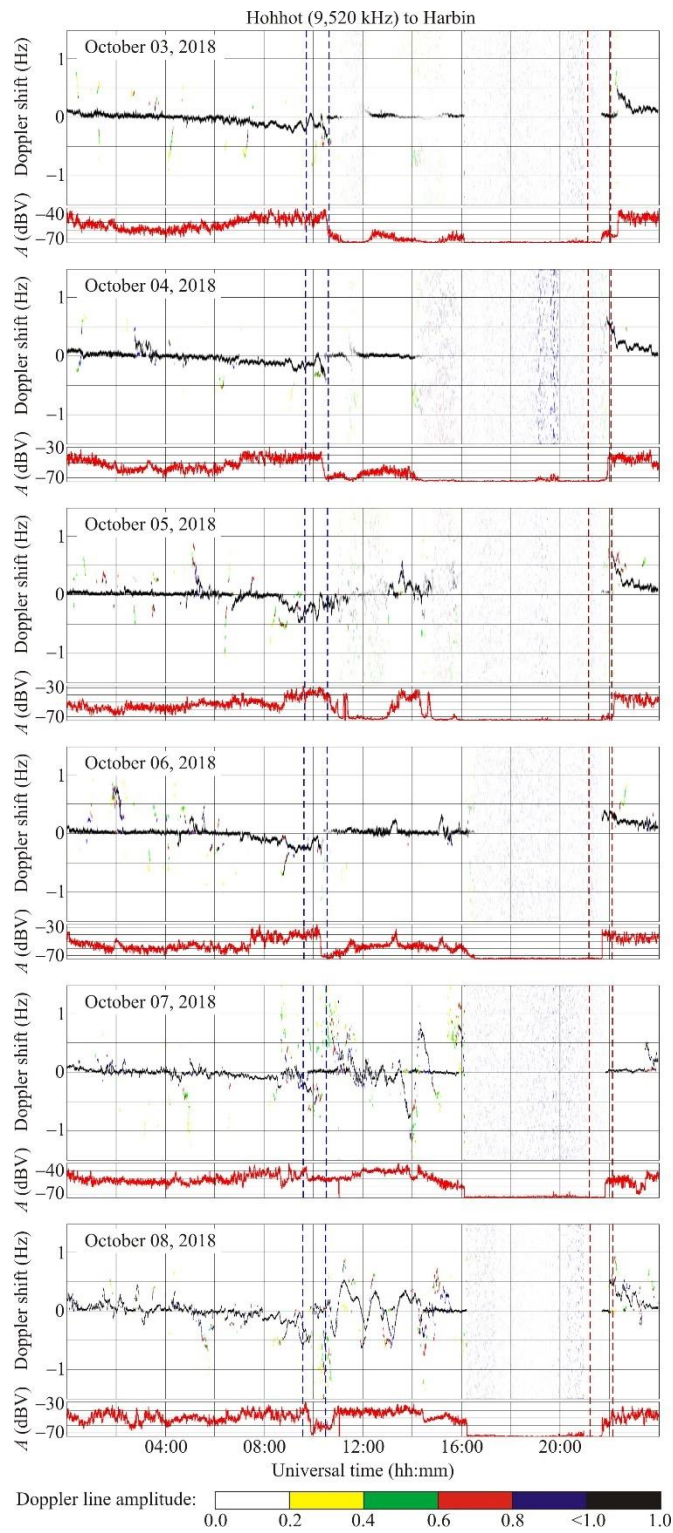 Hohhot (9,520 kHz) to Harbin
October 03, 2018
Doppler shift (Hz)
1
0
−1
A (dBV)
−40
−70
October 04, 2018
Doppler shift (Hz)
1
0
−1
A (dBV)
−30
−70
October 05, 2018
Doppler shift (Hz)
1
0
−1
A (dBV)
−30
−70
October 06, 2018
Doppler shift (Hz)
1
0
−1
A (dBV)
−30
−70
October 07, 2018
Doppler shift (Hz)
1
0
−1
A (dBV)
−40
−70
October 08, 2018
Doppler shift (Hz)
1
0
−1
A (dBV)
−30
−70
04:00 08:00 12:00 16:00 20:00
Universal time (hh:mm)
Doppler line amplitude:
0.0 0.2 0.4 0.6 0.8 <1.0 1.0